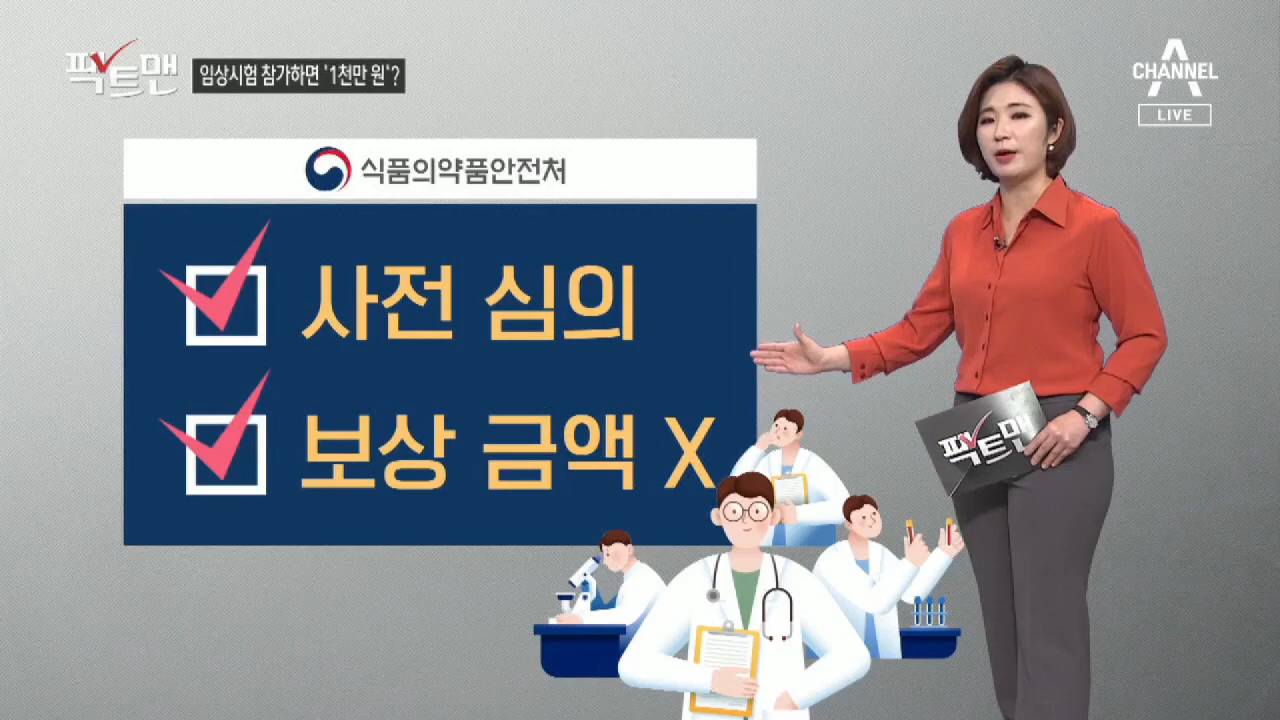 팩트맨
임상시험 참가하면 '1천만 원'?
CHANNEL A
LIVE
식품의약품안전처
사전 심의
보상 금액 X
팩트맨